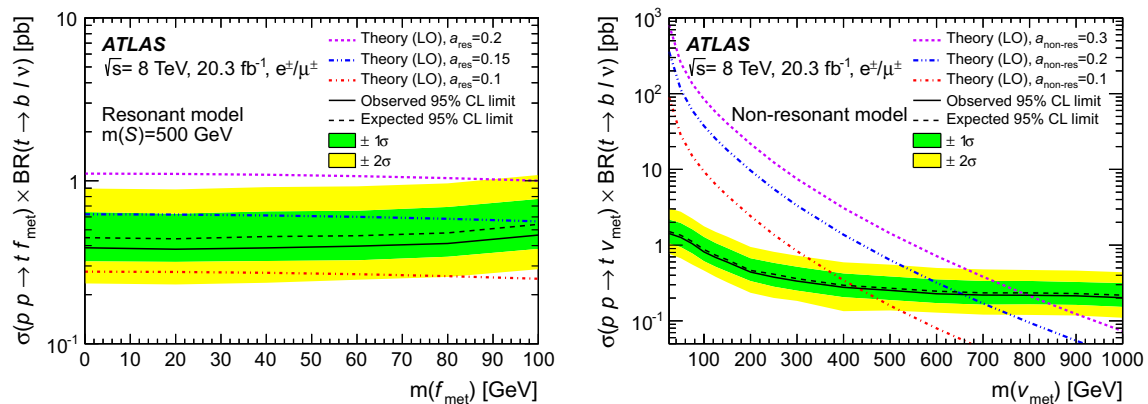 σ(p p → t f_met) × BR(t → b l ν) [pb]
10
1
10⁻¹
ATLAS
√s= 8 TeV, 20.3 fb⁻¹, e±/μ±
Resonant model
m(S)=500 GeV
Theory (LO), a_res=0.2
Theory (LO), a_res=0.15
Theory (LO), a_res=0.1
Observed 95% CL limit
Expected 95% CL limit
± 1σ
± 2σ
0 10 20 30 40 50 60 70 80 90 100
m(f_met) [GeV]
σ(p p → t v_met) × BR(t → b l ν) [pb]
10³
10²
10
1
10⁻¹
ATLAS
√s= 8 TeV, 20.3 fb⁻¹, e±/μ±
Non-resonant model
Theory (LO), a_non-res=0.3
Theory (LO), a_non-res=0.2
Theory (LO), a_non-res=0.1
Observed 95% CL limit
Expected 95% CL limit
± 1σ
± 2σ
100 200 300 400 500 600 700 800 900 1000
m(v_met) [GeV]